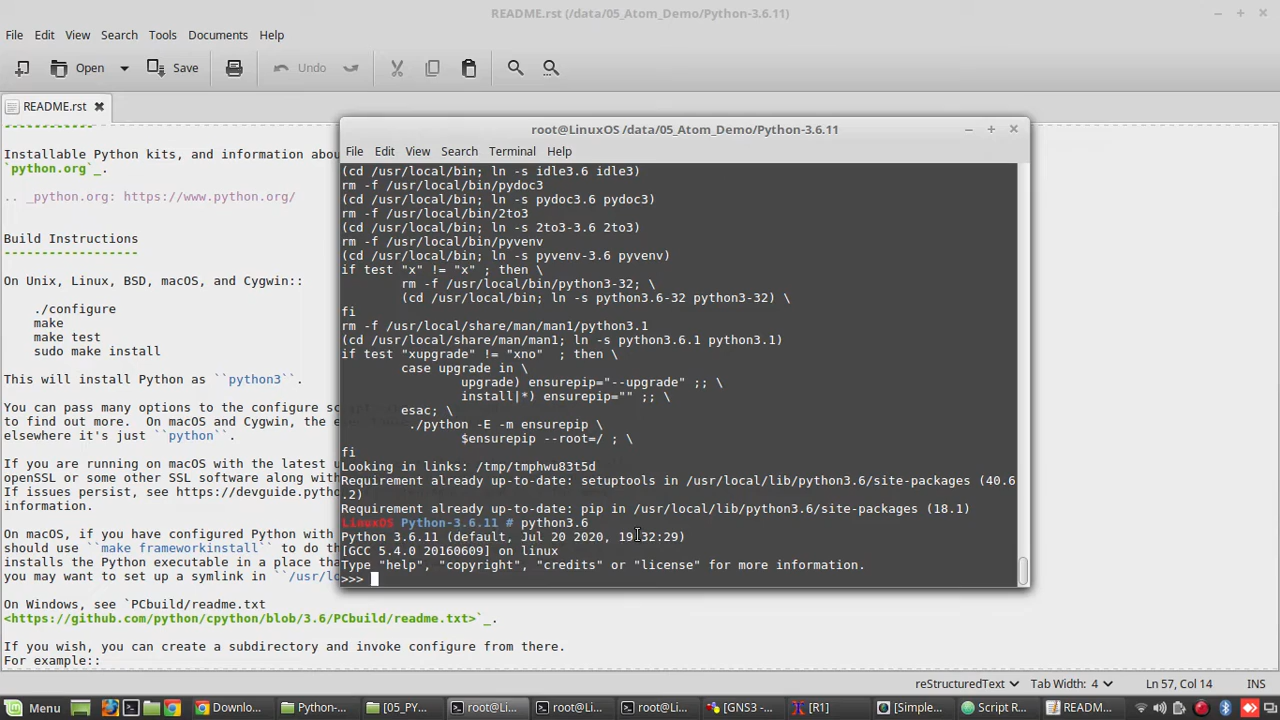 README.rst (/data/05_Atom_Demo/Python-3.6.11)
File Edit View Search Tools Documents Help
Open Save Undo
README.rst
------------
Installable Python kits, and information abou
`python.org`_.
.. _python.org: https://www.python.org/
Build Instructions
------------------
On Unix, Linux, BSD, macOS, and Cygwin::
./configure
make
make test
sudo make install
This will install Python as ``python3``.
You can pass many options to the configure
to find out more.  On macOS and Cygwin, the
elsewhere it's just ``python``.
If you are running on macOS with the latest
openSSL or some other SSL software along with
If issues persist, see https://devguide.pytho
information.
On macOS, if you have configured Python with
should use ``make frameworkinstall`` to do th
installs the Python executable in a place tha
you may want to set up a symlink in ``/usr/lo
On Windows, see `PCbuild/readme.txt
<https://github.com/python/cpython/blob/3.6/PCbuild/readme.txt>`_.
If you wish, you can create a subdirectory and invoke configure from there.
For example::
root@LinuxOS /data/05_Atom_Demo/Python-3.6.11
File Edit View Search Terminal Help
(cd /usr/local/bin; ln -s idle3.6 idle3)
rm -f /usr/local/bin/pydoc3
(cd /usr/local/bin; ln -s pydoc3.6 pydoc3)
rm -f /usr/local/bin/2to3
(cd /usr/local/bin; ln -s 2to3-3.6 2to3)
rm -f /usr/local/bin/pyvenv
(cd /usr/local/bin; ln -s pyvenv-3.6 pyvenv)
if test "x" != "x" ; then \
rm -f /usr/local/bin/python3-32; \
(cd /usr/local/bin; ln -s python3.6-32 python3-32) \
fi
rm -f /usr/local/share/man/man1/python3.1
(cd /usr/local/share/man/man1; ln -s python3.6.1 python3.1)
if test "xupgrade" != "xno"  ; then \
case upgrade in \
upgrade) ensurepip="--upgrade" ;; \
install|*) ensurepip="" ;; \
esac; \
./python -E -m ensurepip \
$ensurepip --root=/ ; \
fi
Looking in links: /tmp/tmphwu83t5d
Requirement already up-to-date: setuptools in /usr/local/lib/python3.6/site-packages (40.6
.2)
Requirement already up-to-date: pip in /usr/local/lib/python3.6/site-packages (18.1)
LinuxOS Python-3.6.11 # python3.6
Python 3.6.11 (default, Jul 20 2020, 19:32:29)
[GCC 5.4.0 20160609] on linux
Type "help", "copyright", "credits" or "license" for more information.
>>>
reStructuredText Tab Width: 4 Ln 57, Col 14 INS
Menu Downlo... Python-... [05_PY... root@Li... root@Li... root@Li... [GNS3 -... [R1] [Simple... Script R... READM...